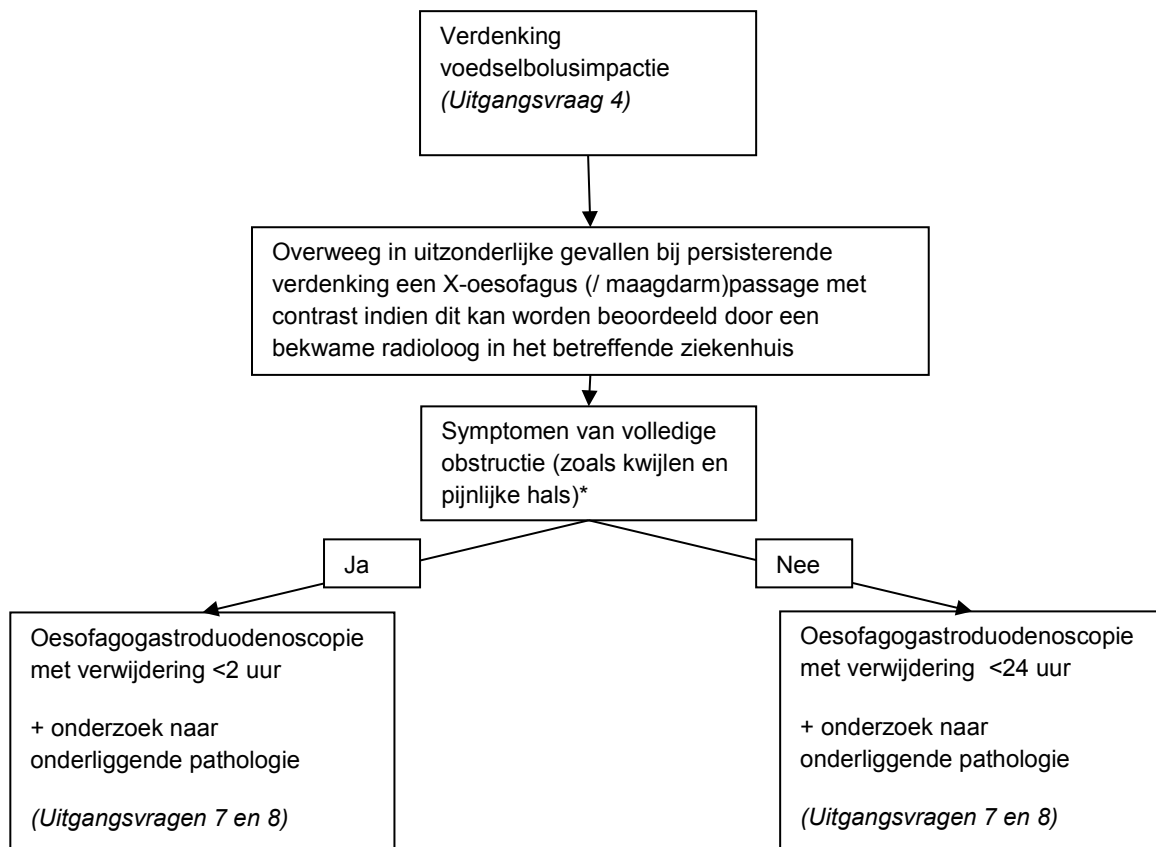 Verdenking
voedselbolusimpactie
(Uitgangsvraag 4)
Overweeg in uitzonderlijke gevallen bij persisterende
verdenking een X-oesofagus (/ maagdarm)passage met
contrast indien dit kan worden beoordeeld door een
bekwame radioloog in het betreffende ziekenhuis
Symptomen van volledige
obstructie (zoals kwijlen en
pijnlijke hals)*
Ja
Nee
Oesofagogastroduodenoscopie
met verwijdering <2 uur
+ onderzoek naar
onderliggende pathologie
(Uitgangsvragen 7 en 8)
Oesofagogastroduodenoscopie
met verwijdering <24 uur
+ onderzoek naar
onderliggende pathologie
(Uitgangsvragen 7 en 8)